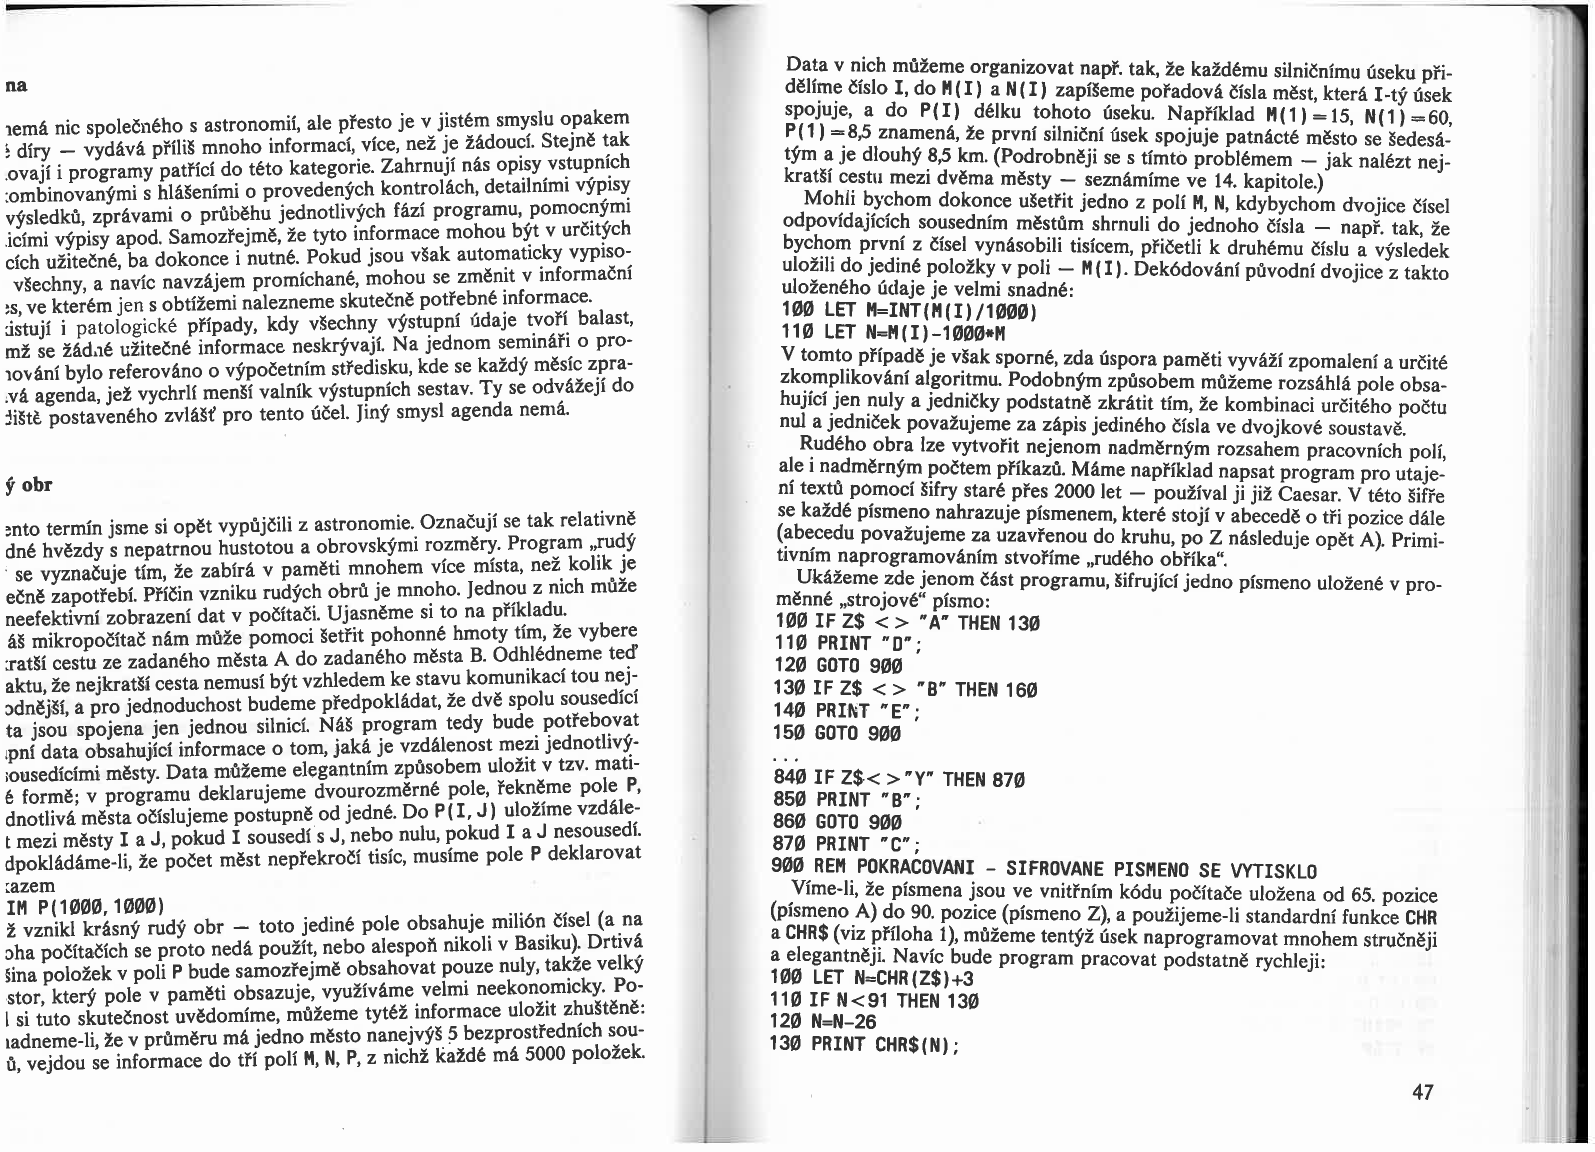 na
nemá nic společného s astronomií, ale přesto je v jistém smyslu opakem
díry — vydává příliš mnoho informací, více, než je žádoucí. Stejně tak
ovají i programy patřící do této kategorie. Zahrnují nás opisy vstupních
ombinovanými s hlášeními o provedených kontrolách, detailními výpisy
výsledků, zprávami o průběhu jednotlivých fází programu, pomocnými
icími výpisy apod. Samozřejmě, že tyto informace mohou být v určitých
cích užitečné, ba dokonce i nutné. Pokud jsou však automaticky vypiso-
všechny, a navíc navzájem promíchané, mohou se změnit v informační
s, ve kterém jen s obtížemi nalezneme skutečně potřebné informace.
istují i patologické případy, kdy všechny výstupní údaje tvoří balast,
mž se žádné užitečné informace neskrývají. Na jednom semináři o pro-
ování bylo referováno o výpočetním středisku, kde se každý měsíc zpra-
vá agenda, jež vychrlí menší valník výstupních sestav. Ty se odvážejí do
diště postaveného zvlášť pro tento účel. Jiný smysl agenda nemá.
ý obr
ento termín jsme si opět vypůjčili z astronomie. Označují se tak relativně
dné hvězdy s nepatrnou hustotou a obrovskými rozměry. Program „rudý
se vyznačuje tím, že zabírá v paměti mnohem více místa, než kolik je
ečně zapotřebí. Příčin vzniku rudých obrů je mnoho. Jednou z nich může
neefektivní zobrazení dat v počítači. Ujasněme si to na příkladu.
áš mikropočítač nám může pomoci šetřit pohonné hmoty tím, že vybere
ratší cestu ze zadaného města A do zadaného města B. Odhlédneme teď
aktu, že nejkratší cesta nemusí být vzhledem ke stavu komunikací tou nej-
odnější, a pro jednoduchost budeme předpokládat, že dvě spolu sousedící
ta jsou spojena jen jednou silnicí. Náš program tedy bude potřebovat
pní data obsahující informace o tom, jaká je vzdálenost mezi jednotlivý-
sousedícími městy. Data můžeme elegantním způsobem uložit v tzv. mati-
é formě; v programu deklarujeme dvourozměrné pole, řekněme pole P,
dnotlivá města očíslujeme postupně od jedné. Do P(I,J) uložíme vzdále-
t mezi městy I a J, pokud I sousedí s J, nebo nulu, pokud I a J nesousedí.
dpokládáme-li, že počet měst nepřekročí tisíc, musíme pole P deklarovat
kazem
IM P(1000,1000)
ž vznikl krásný rudý obr — toto jediné pole obsahuje milión čísel (a na
oha počítačích se proto nedá použít, nebo alespoň nikoli v Basiku). Drtivá
šina položek v poli P bude samozřejmě obsahovat pouze nuly, takže velký
stor, který pole v paměti obsazuje, využíváme velmi neekonomicky. Po-
si tuto skutečnost uvědomíme, můžeme tytéž informace uložit zhuštěně:
adneme-li, že v průměru má jedno město nanejvýš 5 bezprostředních sou-
ů, vejdou se informace do tří polí M, N, P, z nichž každé má 5000 položek.
Data v nich můžeme organizovat např. tak, že každému silničnímu úseku při-
dělíme číslo I, do M(I) a N(I) zapíšeme pořadová čísla měst, která I-tý úsek
spojuje, a do P(I) délku tohoto úseku. Například M(1)=15, N(1)=60,
P(1)=8,5 znamená, že první silniční úsek spojuje patnácté město se šedesá-
tým a je dlouhý 8,5 km. (Podrobněji se s tímto problémem — jak nalézt nej-
kratší cestu mezi dvěma městy — seznámíme ve 14. kapitole.)
Mohli bychom dokonce ušetřit jedno z polí M, N, kdybychom dvojice čísel
odpovídajících sousedním městům shrnuli do jednoho čísla — např. tak, že
bychom první z čísel vynásobili tisícem, přičetli k druhému číslu a výsledek
uložili do jediné položky v poli — M(I). Dekódování původní dvojice z takto
uloženého údaje je velmi snadné:
100 LET M=INT(M(I)/1000)
110 LET N=M(I)-1000*M
V tomto případě je však sporné, zda úspora paměti vyváží zpomalení a určité
zkomplikování algoritmu. Podobným způsobem můžeme rozsáhlá pole obsa-
hující jen nuly a jedničky podstatně zkrátit tím, že kombinaci určitého počtu
nul a jedniček považujeme za zápis jediného čísla ve dvojkové soustavě.
Rudého obra lze vytvořit nejenom nadměrným rozsahem pracovních polí,
ale i nadměrným počtem příkazů. Máme například napsat program pro utaje-
ní textů pomocí šifry staré přes 2000 let — používal ji již Caesar. V této šifře
se každé písmeno nahrazuje písmenem, které stojí v abecedě o tři pozice dále
(abecedu považujeme za uzavřenou do kruhu, po Z následuje opět A). Primi-
tivním naprogramováním stvoříme „rudého obříka“.
Ukážeme zde jenom část programu, šifrující jedno písmeno uložené v pro-
měnné „strojové“ písmo:
100 IF Z$ <> "A" THEN 130
110 PRINT "D";
120 GOTO 900
130 IF Z$ <> "B" THEN 160
140 PRINT "E";
150 GOTO 900
...
840 IF Z$<>"Y" THEN 870
850 PRINT "B";
860 GOTO 900
870 PRINT "C";
900 REM POKRACOVANI - SIFROVANE PISMENO SE VYTISKLO
Víme-li, že písmena jsou ve vnitřním kódu počítače uložena od 65. pozice
(písmeno A) do 90. pozice (písmeno Z), a použijeme-li standardní funkce CHR
a CHR$ (viz příloha 1), můžeme tentýž úsek naprogramovat mnohem stručněji
a elegantněji. Navíc bude program pracovat podstatně rychleji:
100 LET N=CHR(Z$)+3
110 IF N<91 THEN 130
120 N=N-26
130 PRINT CHR$(N);
47